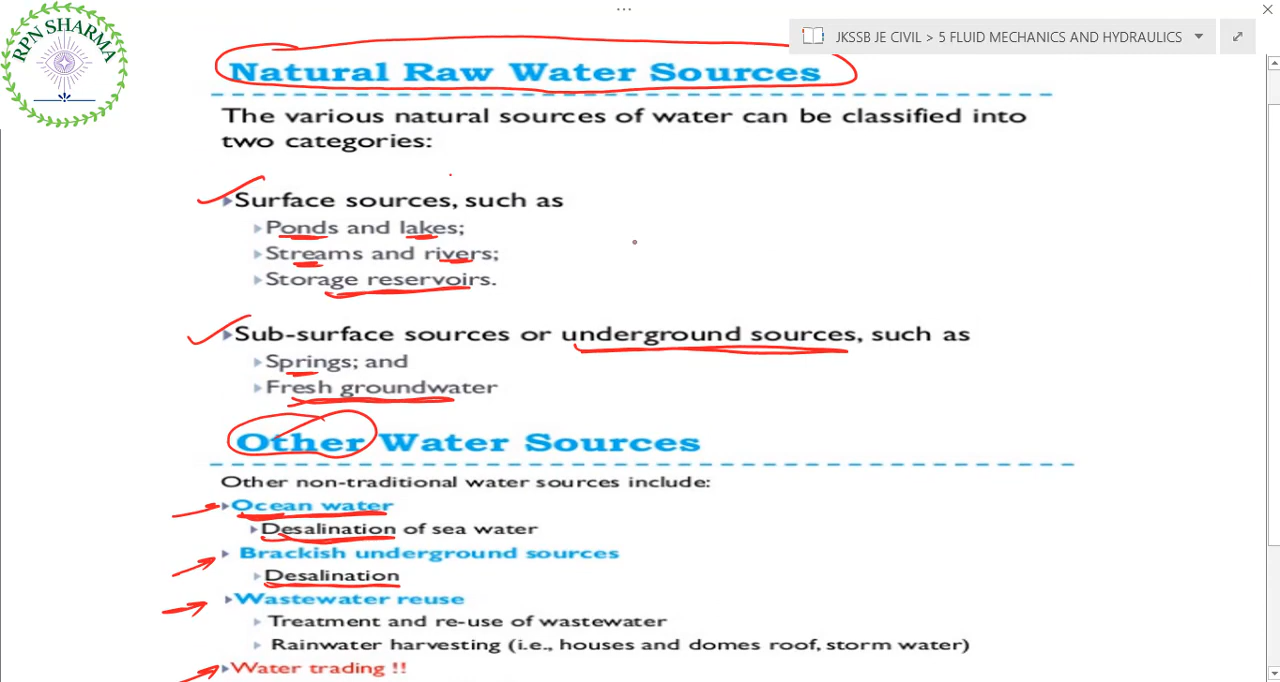 RPN SHARMA
JKSSB JE CIVIL > 5 FLUID MECHANICS AND HYDRAULICS
Natural Raw Water Sources
The various natural sources of water can be classified into
two categories:
Surface sources, such as
Ponds and lakes;
Streams and rivers;
Storage reservoirs.
Sub-surface sources or underground sources, such as
Springs; and
Fresh groundwater
Other Water Sources
Other non-traditional water sources include:
Ocean water
Desalination of sea water
Brackish underground sources
Desalination
Wastewater reuse
Treatment and re-use of wastewater
Rainwater harvesting (i.e., houses and domes roof, storm water)
Water trading !!